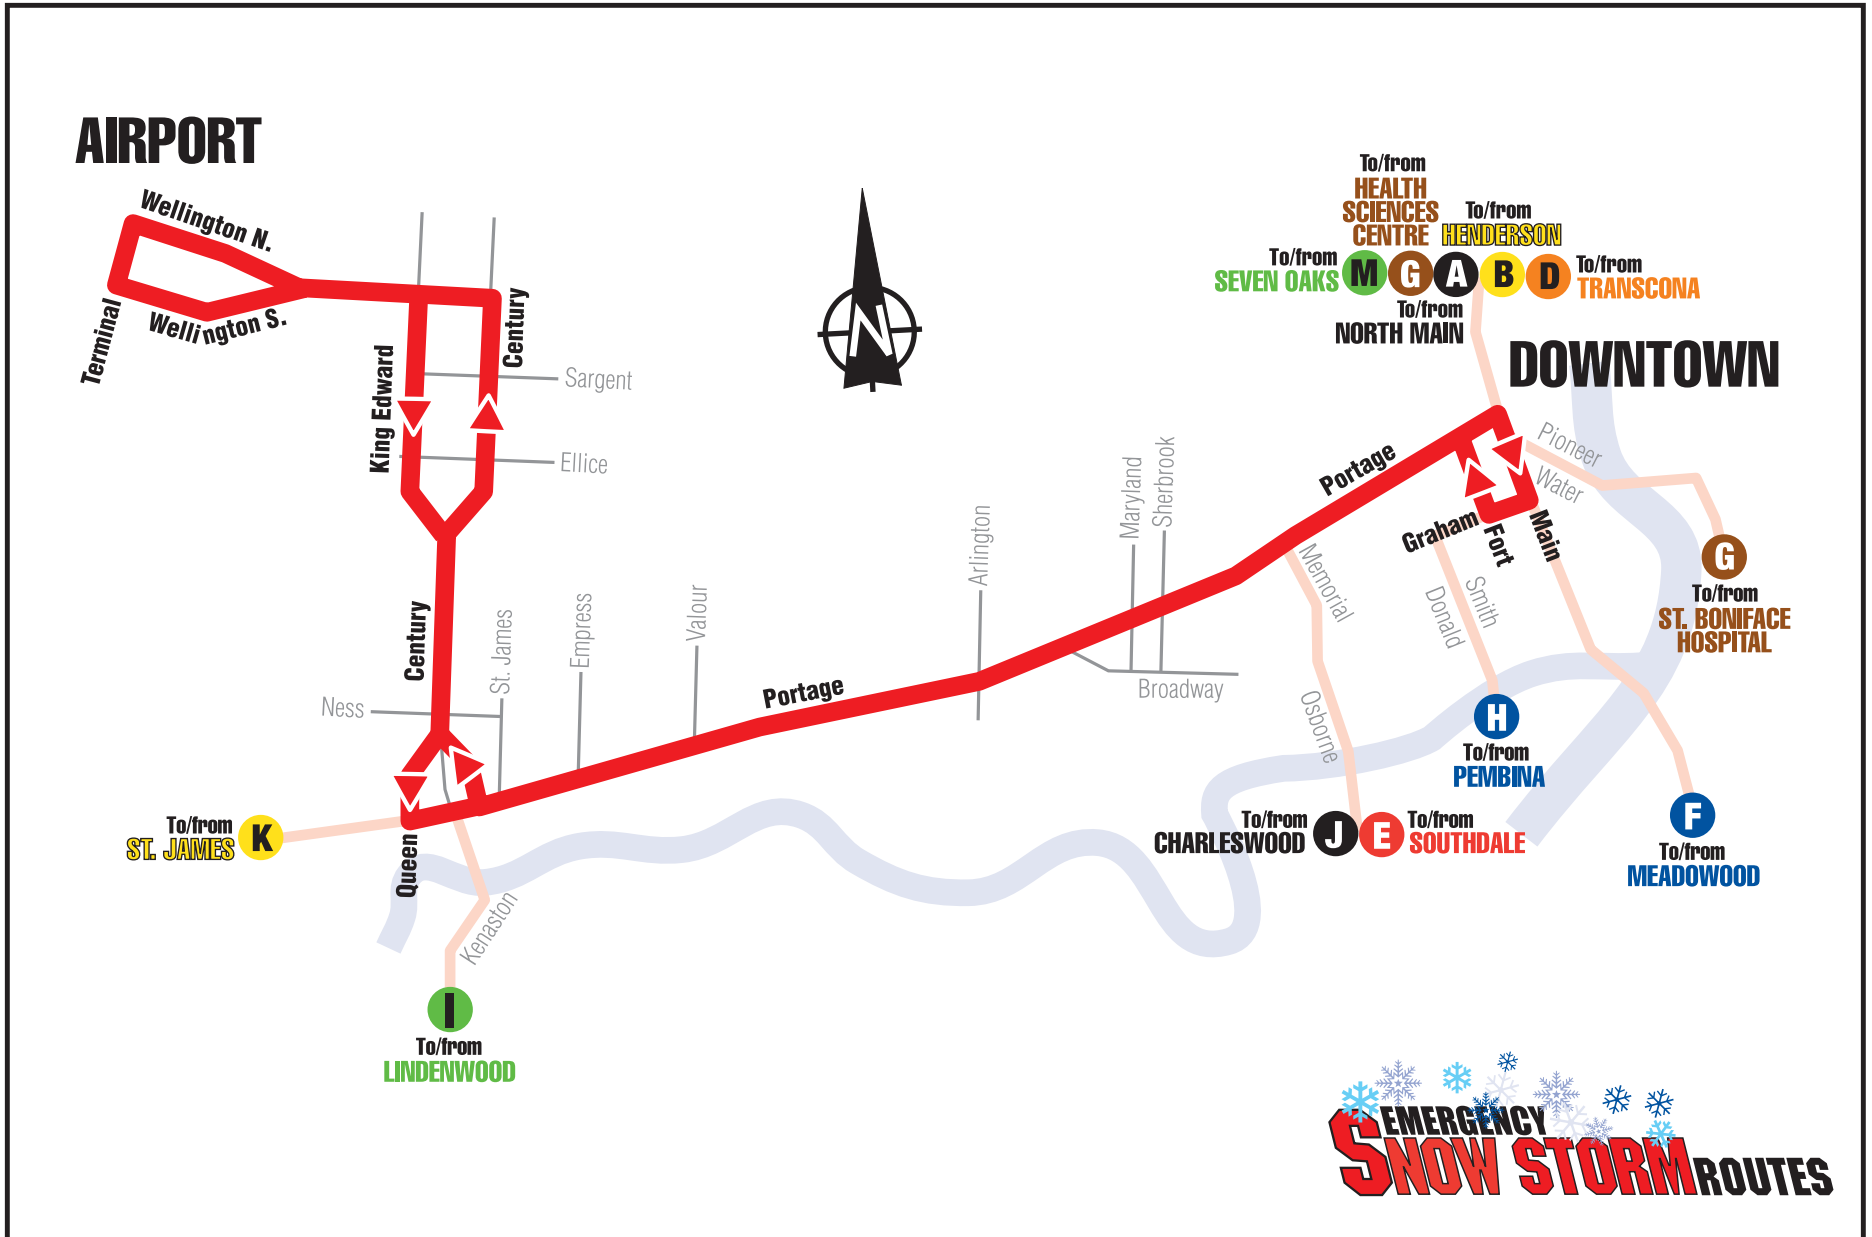 AIRPORT
Wellington N.
Wellington S.
Terminal
King Edward
Century
Sargent
Ellice
Century
Ness
St. James
Empress
Valour
Arlington
Maryland
Sherbrook
Broadway
Portage
Portage
Queen
Kenaston
To/from
ST. JAMES
K
I
To/from
LINDENWOOD
N
To/from
HEALTH
SCIENCES
CENTRE
To/from
HENDERSON
To/from
SEVEN OAKS
M G A B D
To/from
TRANSCONA
To/from
NORTH MAIN
DOWNTOWN
Pioneer
Water
Graham
Fort
Main
Memorial
Osborne
Donald
Smith
G
To/from
ST. BONIFACE
HOSPITAL
H
To/from
PEMBINA
To/from
CHARLESWOOD
J E
To/from
SOUTHDALE
F
To/from
MEADOWOOD
EMERGENCY
SNOW STORM ROUTES